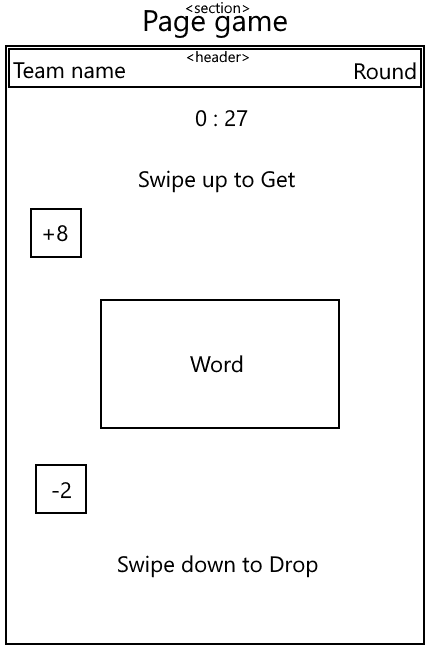 <section>
Page game
<header>
Team name
Round
0 : 27
Swipe up to Get
+8
Word
-2
Swipe down to Drop